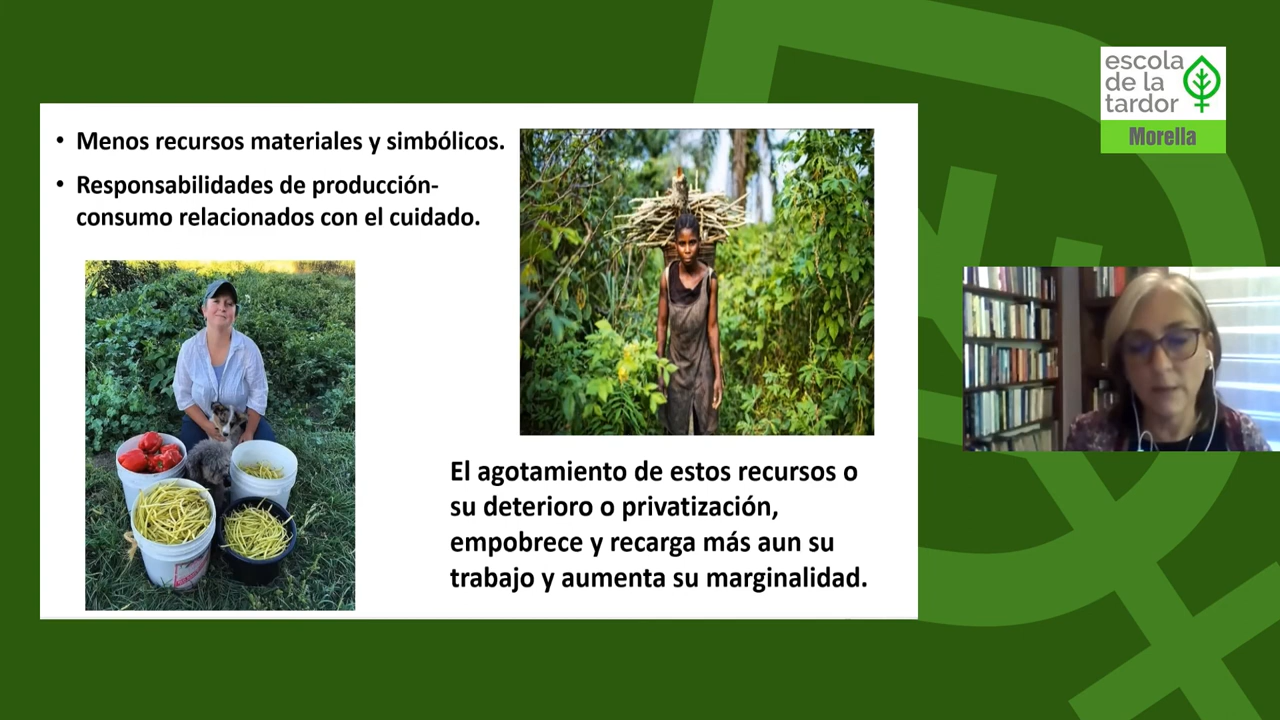 escola
de la
tardor
Morella
• Menos recursos materiales y simbólicos.
• Responsabilidades de producción-
consumo relacionados con el cuidado.
El agotamiento de estos recursos o
su deterioro o privatización,
empobrece y recarga más aun su
trabajo y aumenta su marginalidad.